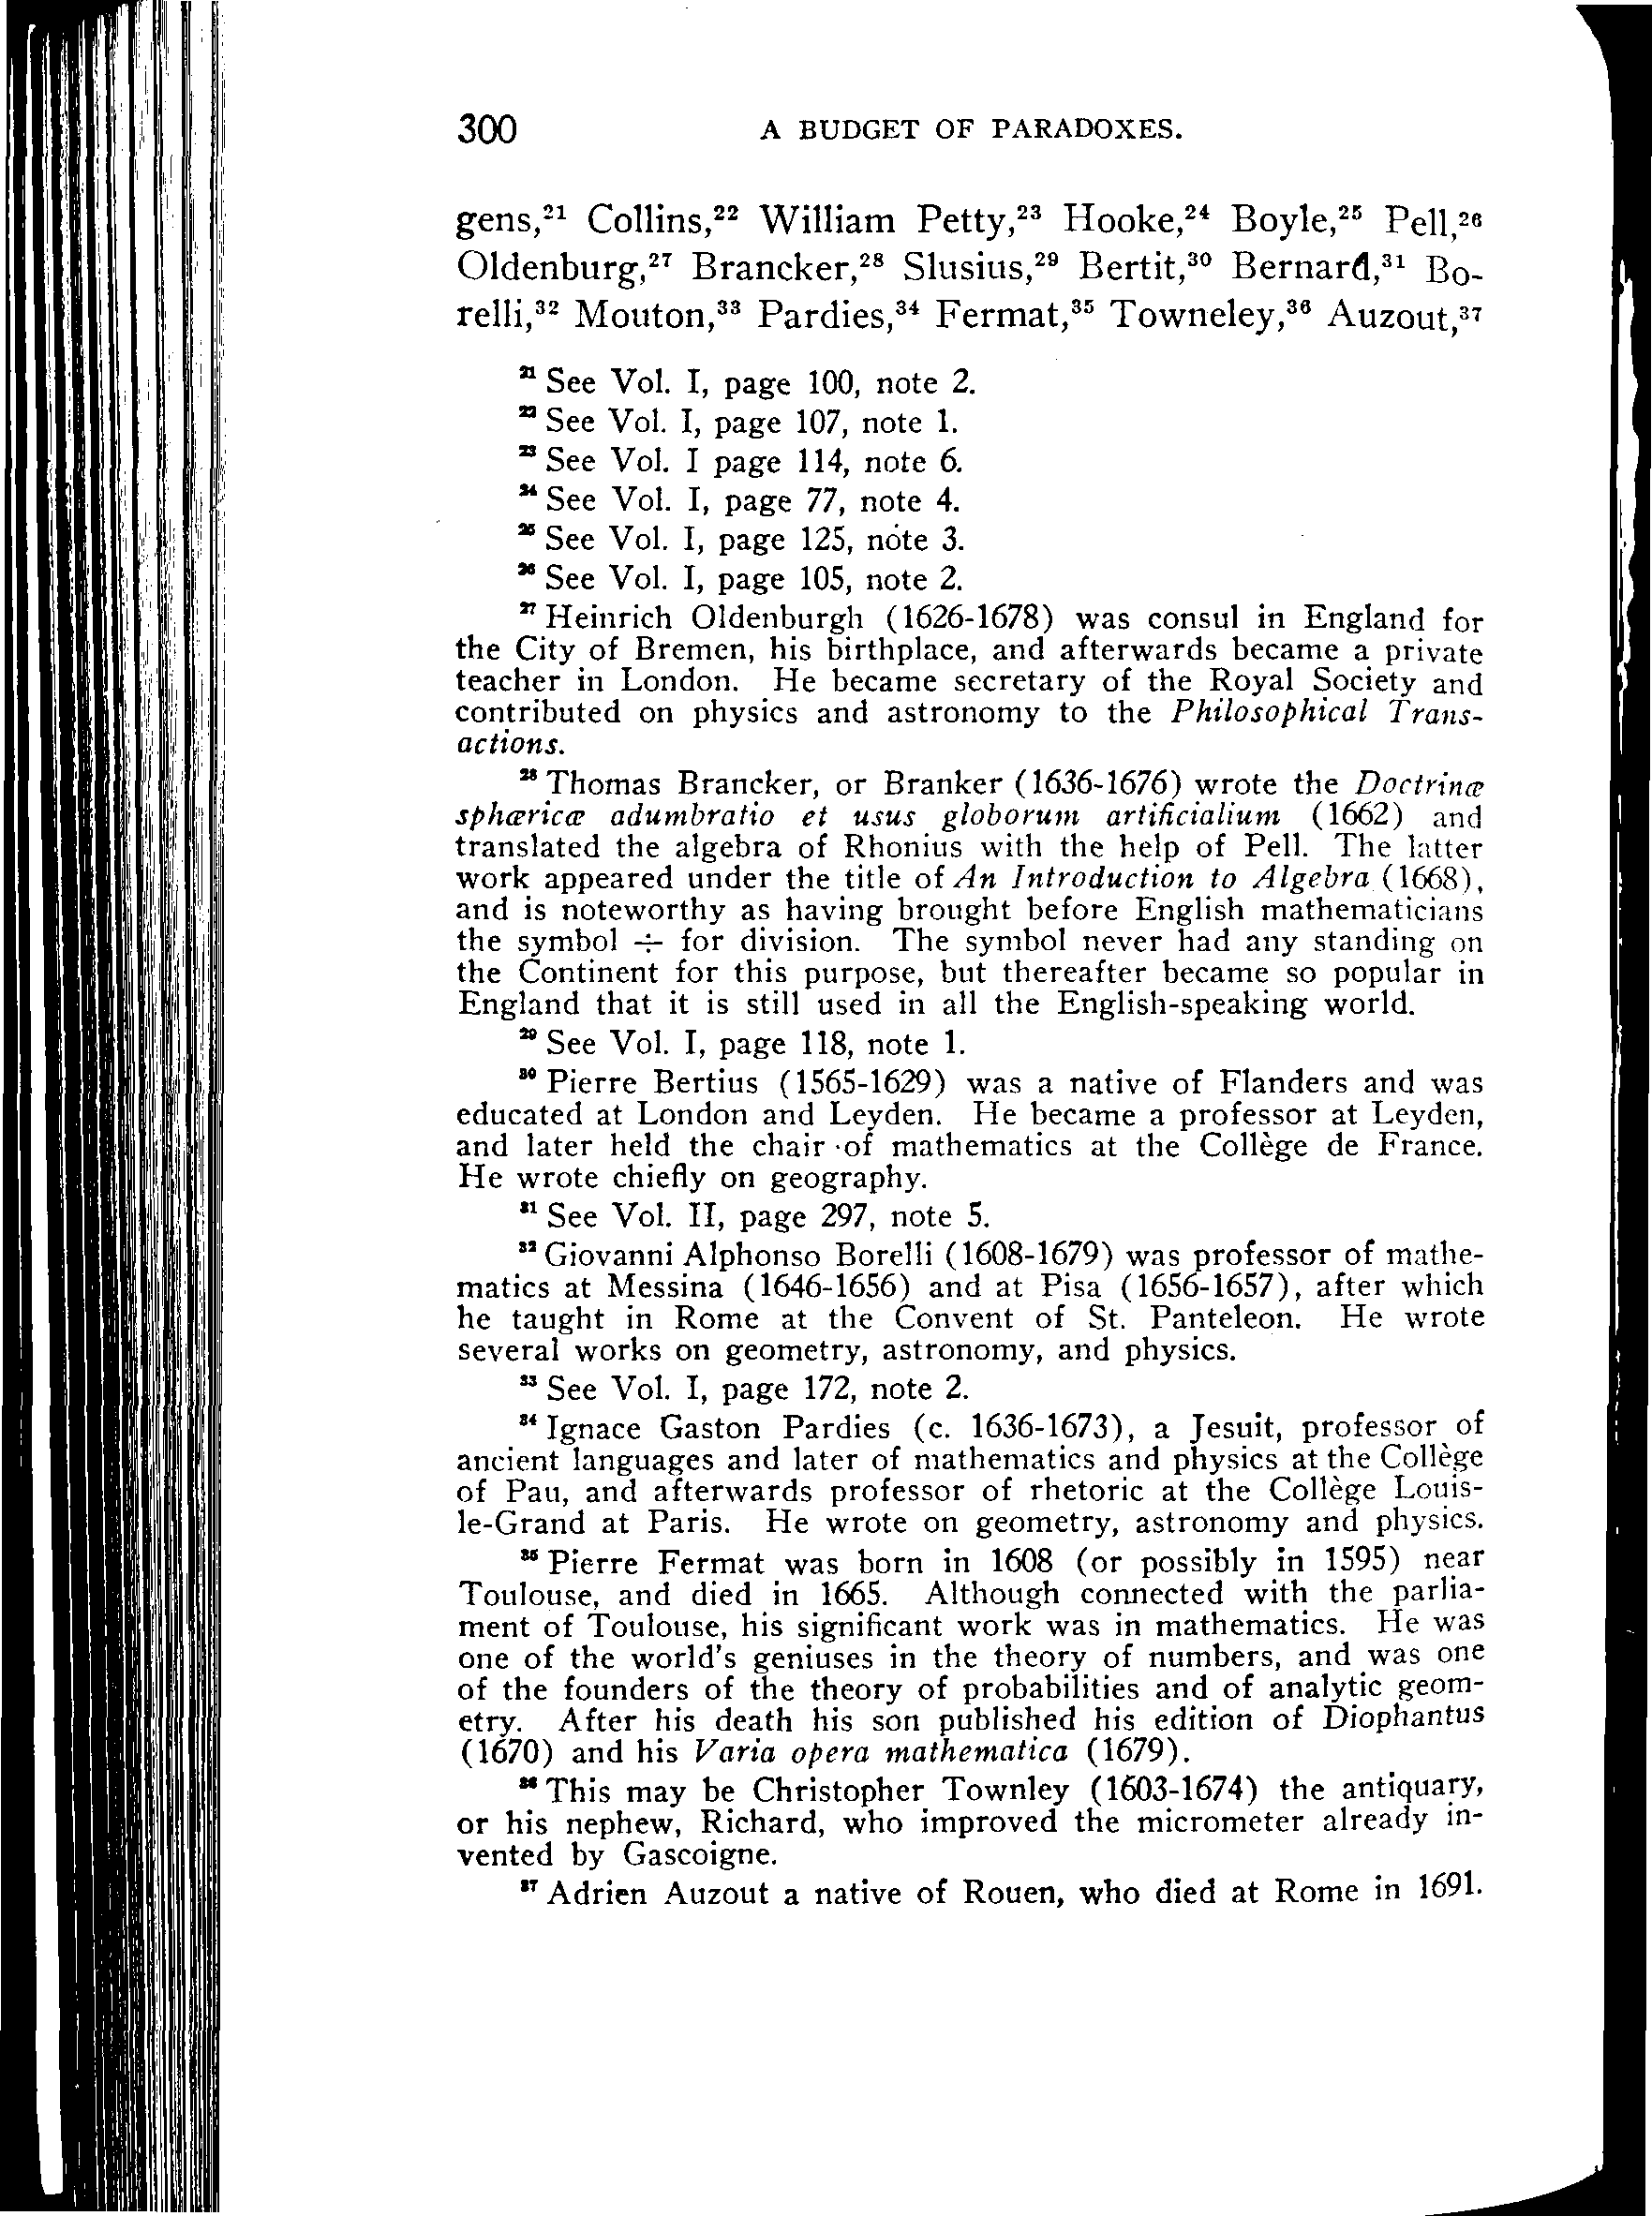 300 A BUDGET OF PARADOXES.
gens,²¹ Collins,²² William Petty,²³ Hooke,²⁴ Boyle,²⁵ Pell,²⁶
Oldenburg,²⁷ Brancker,²⁸ Slusius,²⁹ Bertit,³⁰ Bernard,³¹ Bo-
relli,³² Mouton,³³ Pardies,³⁴ Fermat,³⁵ Towneley,³⁶ Auzout,³⁷
²¹ See Vol. I, page 100, note 2.
²² See Vol. I, page 107, note 1.
²³ See Vol. I page 114, note 6.
²⁴ See Vol. I, page 77, note 4.
²⁵ See Vol. I, page 125, note 3.
²⁶ See Vol. I, page 105, note 2.
²⁷ Heinrich Oldenburgh (1626-1678) was consul in England for
the City of Bremen, his birthplace, and afterwards became a private
teacher in London. He became secretary of the Royal Society and
contributed on physics and astronomy to the Philosophical Trans-
actions.
²⁸ Thomas Brancker, or Branker (1636-1676) wrote the Doctrinæ
sphæricæ adumbratio et usus globorum artificialium (1662) and
translated the algebra of Rhonius with the help of Pell. The latter
work appeared under the title of An Introduction to Algebra (1668),
and is noteworthy as having brought before English mathematicians
the symbol ÷ for division. The symbol never had any standing on
the Continent for this purpose, but thereafter became so popular in
England that it is still used in all the English-speaking world.
²⁹ See Vol. I, page 118, note 1.
³⁰ Pierre Bertius (1565-1629) was a native of Flanders and was
educated at London and Leyden. He became a professor at Leyden,
and later held the chair of mathematics at the Collège de France.
He wrote chiefly on geography.
³¹ See Vol. II, page 297, note 5.
³² Giovanni Alphonso Borelli (1608-1679) was professor of mathe-
matics at Messina (1646-1656) and at Pisa (1656-1657), after which
he taught in Rome at the Convent of St. Panteleon. He wrote
several works on geometry, astronomy, and physics.
³³ See Vol. I, page 172, note 2.
³⁴ Ignace Gaston Pardies (c. 1636-1673), a Jesuit, professor of
ancient languages and later of mathematics and physics at the Collège
of Pau, and afterwards professor of rhetoric at the Collège Louis-
le-Grand at Paris. He wrote on geometry, astronomy and physics.
³⁵ Pierre Fermat was born in 1608 (or possibly in 1595) near
Toulouse, and died in 1665. Although connected with the parlia-
ment of Toulouse, his significant work was in mathematics. He was
one of the world's geniuses in the theory of numbers, and was one
of the founders of the theory of probabilities and of analytic geom-
etry. After his death his son published his edition of Diophantus
(1670) and his Varia opera mathematica (1679).
³⁶ This may be Christopher Townley (1603-1674) the antiquary,
or his nephew, Richard, who improved the micrometer already in-
vented by Gascoigne.
³⁷ Adrien Auzout a native of Rouen, who died at Rome in 1691.